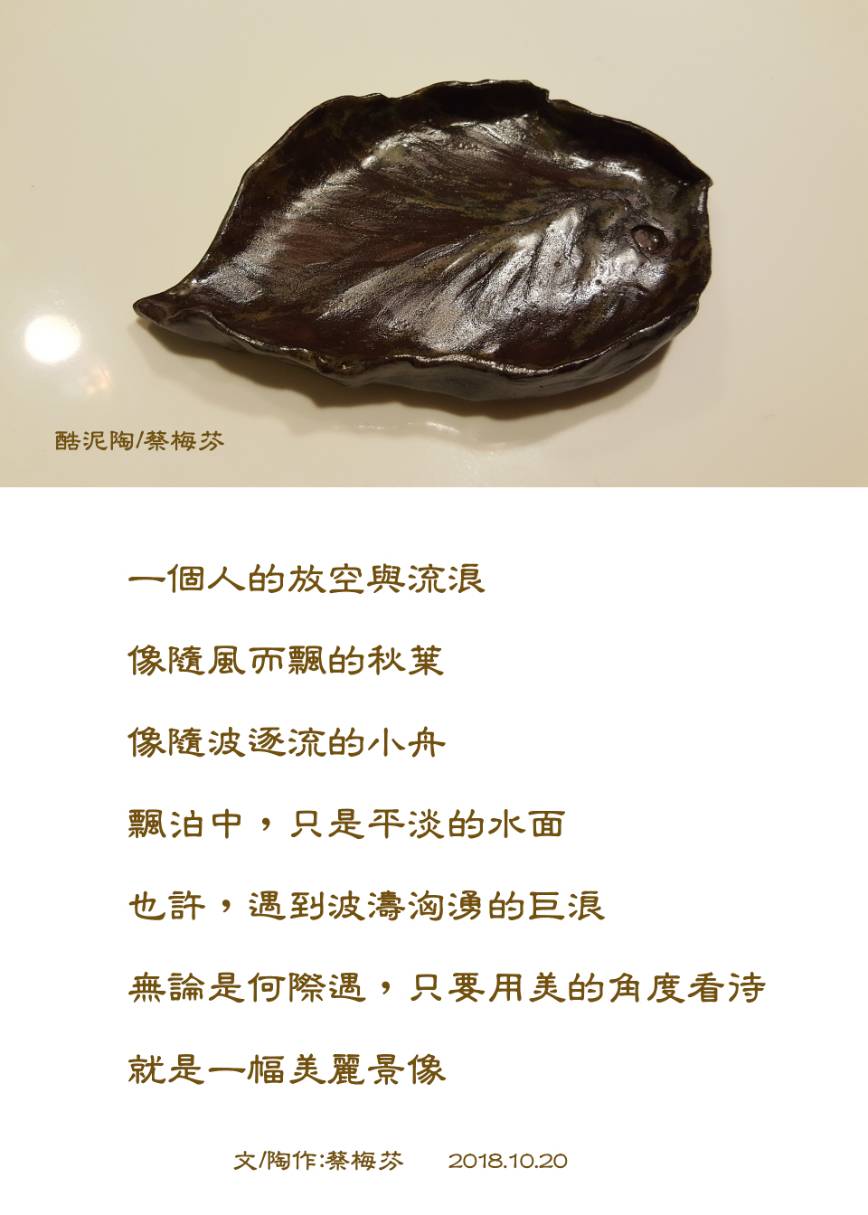 酷泥陶/蔡梅芬
一個人的放空與流浪
像隨風而飄的秋葉
像隨波逐流的小舟
飄泊中，只是平淡的水面
也許，遇到波濤洶湧的巨浪
無論是何際遇，只要用美的角度看待
就是一幅美麗景像
文/陶作:蔡梅芬 2018.10.20